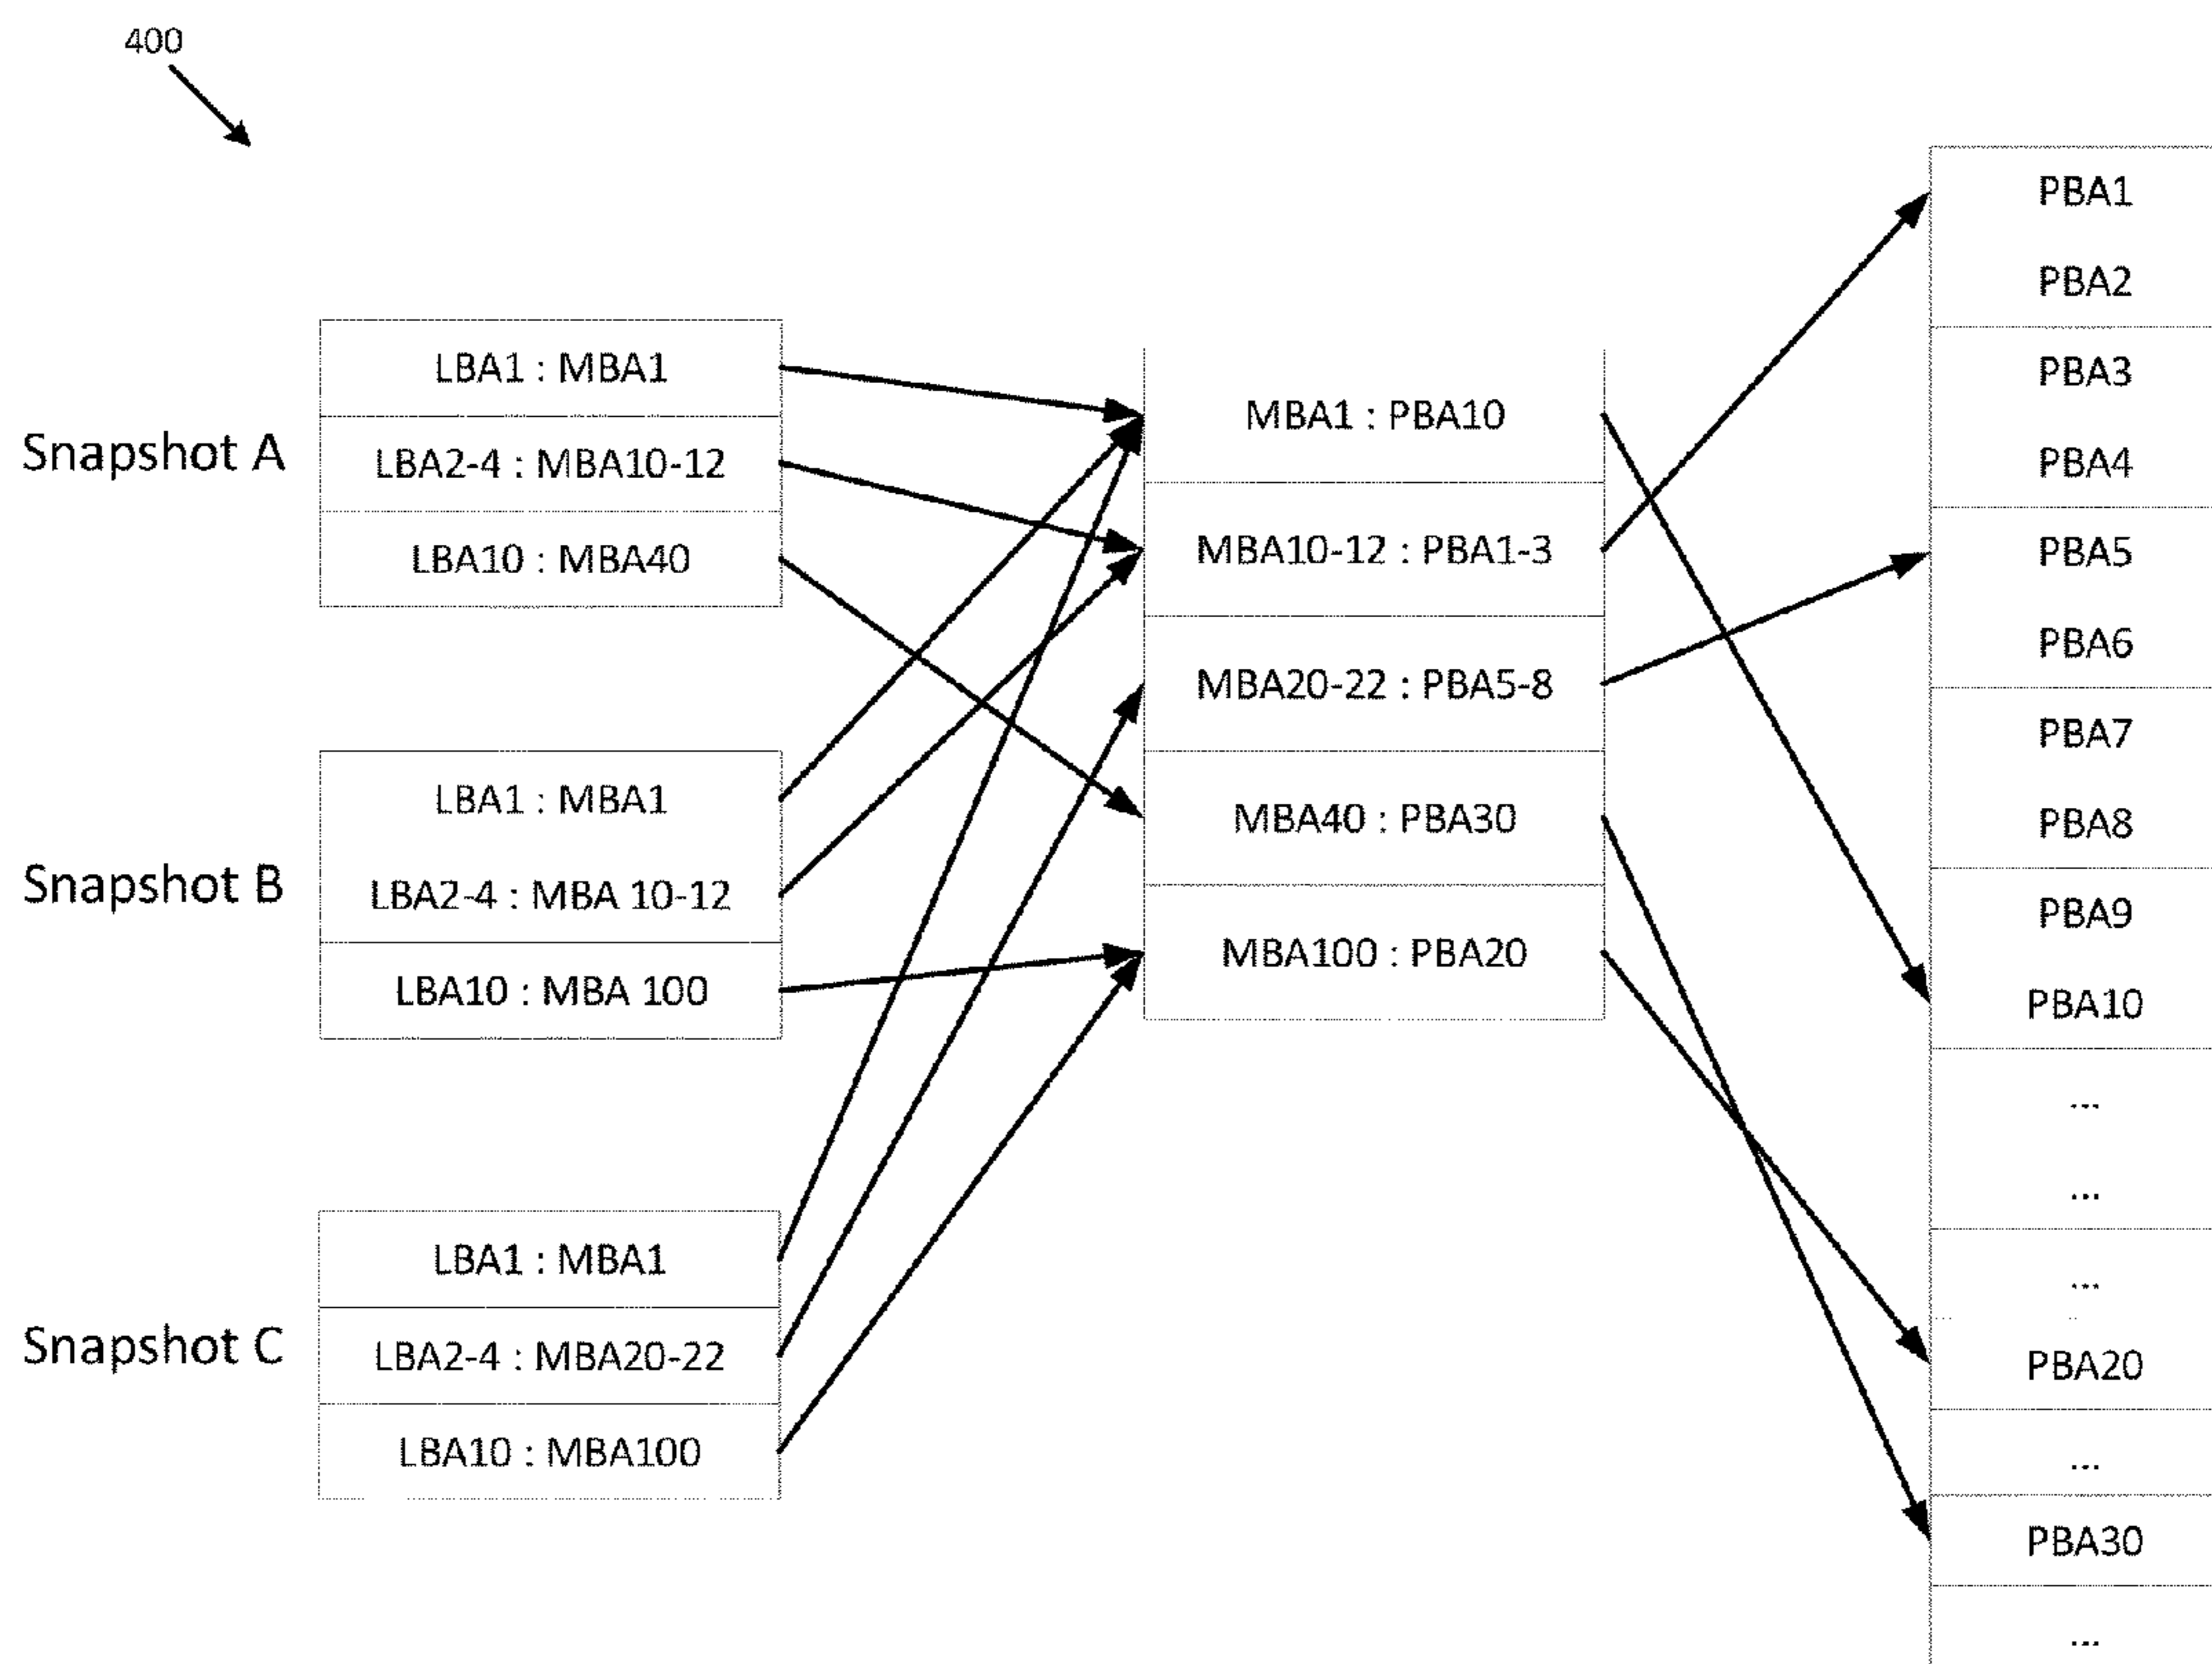 400
Snapshot A
LBA1 : MBA1
LBA2-4 : MBA10-12
LBA10 : MBA40
Snapshot B
LBA1 : MBA1
LBA2-4 : MBA 10-12
LBA10 : MBA 100
Snapshot C
LBA1 : MBA1
LBA2-4 : MBA20-22
LBA10 : MBA100
MBA1 : PBA10
MBA10-12 : PBA1-3
MBA20-22 : PBA5-8
MBA40 : PBA30
MBA100 : PBA20
PBA1
PBA2
PBA3
PBA4
PBA5
PBA6
PBA7
PBA8
PBA9
PBA10
...
...
...
PBA20
...
PBA30
...